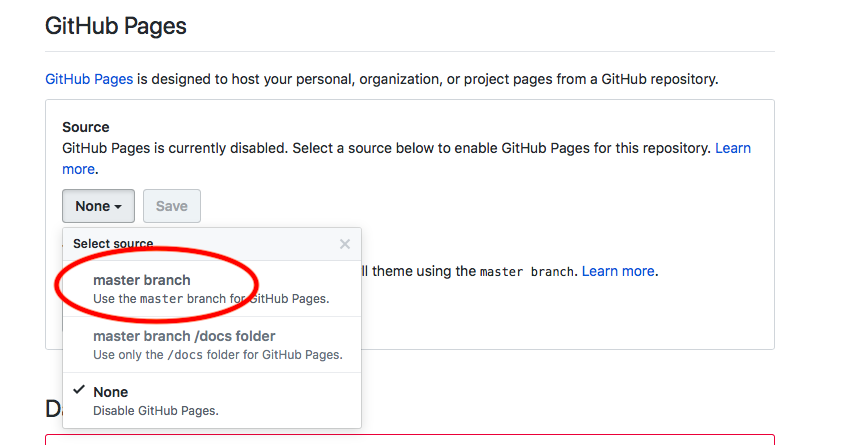 GitHub Pages
GitHub Pages is designed to host your personal, organization, or project pages from a GitHub repository.
Source
GitHub Pages is currently disabled. Select a source below to enable GitHub Pages for this repository. Learn
more.
None
Save
Select source
theme using the master branch. Learn more.
master branch
Use the master branch for GitHub Pages.
master branch /docs folder
Use only the /docs folder for GitHub Pages.
None
Disable GitHub Pages.